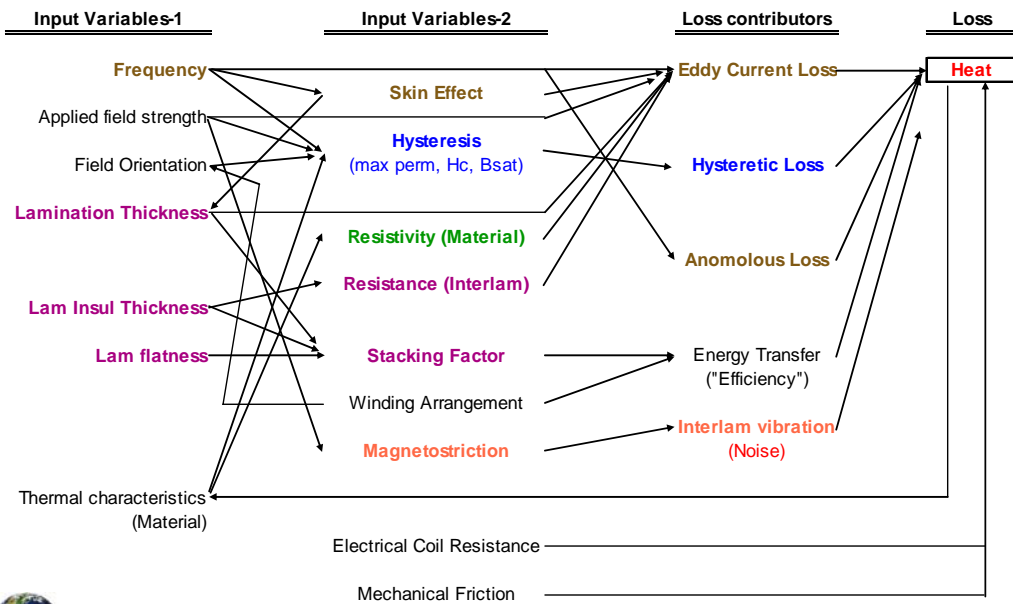 Input Variables-1
Input Variables-2
Loss contributors
Loss
Frequency
Skin Effect
Eddy Current Loss
Heat
Applied field strength
Hysteresis
(max perm, Hc, Bsat)
Field Orientation
Hysteretic Loss
Lamination Thickness
Resistivity (Material)
Anomolous Loss
Resistance (Interlam)
Lam Insul Thickness
Lam flatness
Stacking Factor
Energy Transfer
("Efficiency")
Winding Arrangement
Magnetostriction
Interlam vibration
(Noise)
Thermal characteristics
(Material)
Electrical Coil Resistance
Mechanical Friction